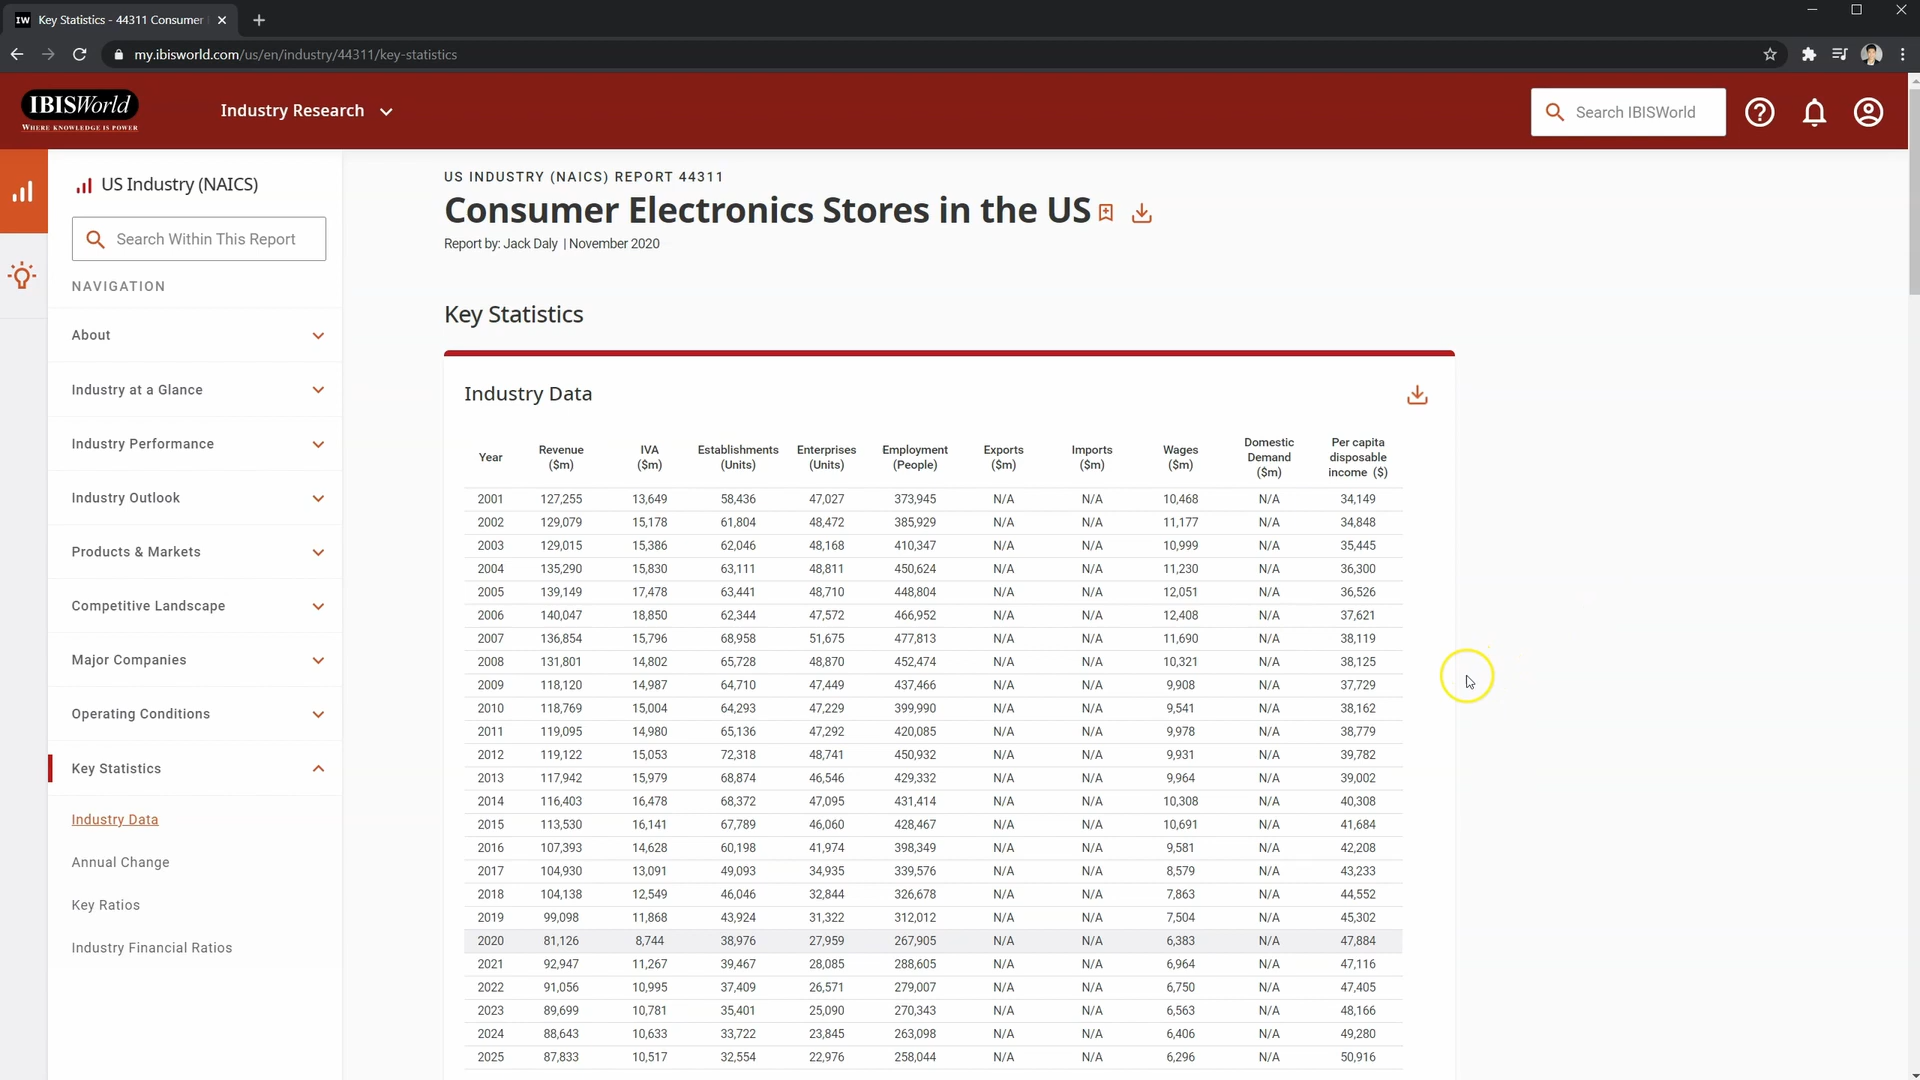 IW Key Statistics - 44311 Consumer
my.ibisworld.com/us/en/industry/44311/key-statistics
IBISWorld
WHERE KNOWLEDGE IS POWER
Industry Research
Search IBISWorld
US Industry (NAICS)
Search Within This Report
NAVIGATION
About
Industry at a Glance
Industry Performance
Industry Outlook
Products & Markets
Competitive Landscape
Major Companies
Operating Conditions
Key Statistics
Industry Data
Annual Change
Key Ratios
Industry Financial Ratios
US INDUSTRY (NAICS) REPORT 44311
Consumer Electronics Stores in the US
Report by: Jack Daly | November 2020
Key Statistics
Industry Data
Year Revenue ($m) IVA ($m) Establishments (Units) Enterprises (Units) Employment (People) Exports ($m) Imports ($m) Wages ($m) Domestic Demand ($m) Per capita disposable income ($)
2001 127,255 13,649 58,436 47,027 373,945 N/A N/A 10,468 N/A 34,149
2002 129,079 15,178 61,804 48,472 385,929 N/A N/A 11,177 N/A 34,848
2003 129,015 15,386 62,046 48,168 410,347 N/A N/A 10,999 N/A 35,445
2004 135,290 15,830 63,111 48,811 450,624 N/A N/A 11,230 N/A 36,300
2005 139,149 17,478 63,441 48,710 448,804 N/A N/A 12,051 N/A 36,526
2006 140,047 18,850 62,344 47,572 466,952 N/A N/A 12,408 N/A 37,621
2007 136,854 15,796 68,958 51,675 477,813 N/A N/A 11,690 N/A 38,119
2008 131,801 14,802 65,728 48,870 452,474 N/A N/A 10,321 N/A 38,125
2009 118,120 14,987 64,710 47,449 437,466 N/A N/A 9,908 N/A 37,729
2010 118,769 15,004 64,293 47,229 399,990 N/A N/A 9,541 N/A 38,162
2011 119,095 14,980 65,136 47,292 420,085 N/A N/A 9,978 N/A 38,779
2012 119,122 15,053 72,318 48,741 450,932 N/A N/A 9,931 N/A 39,782
2013 117,942 15,979 68,874 46,546 429,332 N/A N/A 9,964 N/A 39,002
2014 116,403 16,478 68,372 47,095 431,414 N/A N/A 10,308 N/A 40,308
2015 113,530 16,141 67,789 46,060 428,467 N/A N/A 10,691 N/A 41,684
2016 107,393 14,628 60,198 41,974 398,349 N/A N/A 9,581 N/A 42,208
2017 104,930 13,091 49,093 34,935 339,576 N/A N/A 8,579 N/A 43,233
2018 104,138 12,549 46,046 32,844 326,678 N/A N/A 7,863 N/A 44,552
2019 99,098 11,868 43,924 31,322 312,012 N/A N/A 7,504 N/A 45,302
2020 81,126 8,744 38,976 27,959 267,905 N/A N/A 6,383 N/A 47,884
2021 92,947 11,267 39,467 28,085 288,605 N/A N/A 6,964 N/A 47,116
2022 91,056 10,995 37,409 26,571 279,007 N/A N/A 6,750 N/A 47,405
2023 89,699 10,781 35,401 25,090 270,343 N/A N/A 6,563 N/A 48,166
2024 88,643 10,633 33,722 23,845 263,098 N/A N/A 6,406 N/A 49,280
2025 87,833 10,517 32,554 22,976 258,044 N/A N/A 6,296 N/A 50,916